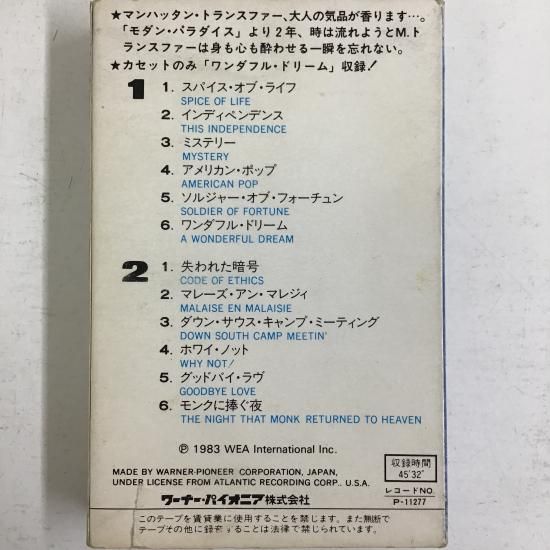 ★マンハッタン・トランスファー、大人の気品が香ります…。
「モダン・パラダイス」より2年、時は流れようとM.ト
ランスファーは身も心も酔わせる一瞬を忘れない。
★カセットのみ「ワンダフル・ドリーム」収録!
1
1. スパイス・オブ・ライフ
SPICE OF LIFE
2. インディペンデンス
THIS INDEPENDENCE
3. ミステリー
MYSTERY
4. アメリカン・ポップ
AMERICAN POP
5. ソルジャー・オブ・フォーチュン
SOLDIER OF FORTUNE
6. ワンダフル・ドリーム
A WONDERFUL DREAM
2
1. 失われた暗号
CODE OF ETHICS
2. マレーズ・アン・マレジィ
MALAISE EN MALAISIE
3. ダウン・サウス・キャンプ・ミーティング
DOWN SOUTH CAMP MEETIN'
4. ホワイ・ノット
WHY NOT!
5. グッドバイ・ラヴ
GOODBYE LOVE
6. モンクに捧ぐ夜
THE NIGHT THAT MONK RETURNED TO HEAVEN
Ⓟ 1983 WEA International Inc.
MADE BY WARNER-PIONEER CORPORATION, JAPAN,
UNDER LICENSE FROM ATLANTIC RECORDING CORP., U.S.A.
ワーナー・パイオニア株式会社
収録時間
45'32"
レコードNO.
P-11277
このテープを賃貸業に使用することを禁じます。また無断で
テープその他に録音することは法律で禁じられています。